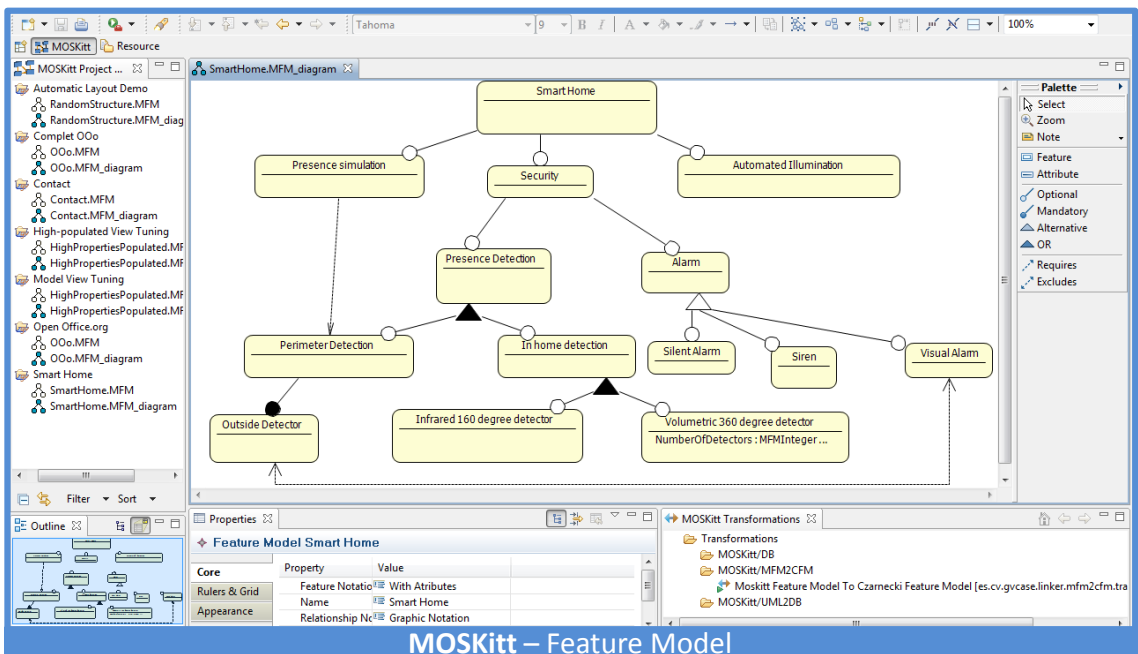 Tahoma 9 B I A 100%
MOSKitt Resource
MOSKitt Project ...
SmartHome.MFM_diagram
Automatic Layout Demo
RandomStructure.MFM
RandomStructure.MFM_diag
Complet OOo
OOo.MFM
OOo.MFM_diagram
Contact
Contact.MFM
Contact.MFM_diagram
High-populated View Tuning
HighPropertiesPopulated.MF
HighPropertiesPopulated.MF
Model View Tuning
HighPropertiesPopulated.MF
HighPropertiesPopulated.MF
Open Office.org
OOo.MFM
OOo.MFM_diagram
Smart Home
SmartHome.MFM
SmartHome.MFM_diagram
Filter Sort
Smart Home
Presence simulation
Security
Automated Illumination
Presence Detection
Alarm
Perimeter Detection
In home detection
Silent Alarm
Siren
Visual Alarm
Outside Detector
Infrared 160 degree detector
Volumetric 360 degree detector
NumberOfDetectors : MFMInteger ...
Palette
Select
Zoom
Note
Feature
Attribute
Optional
Mandatory
Alternative
OR
Requires
Excludes
Outline
Properties
Feature Model Smart Home
Core
Rulers & Grid
Appearance
Property Value
Feature Notatio With Atributes
Name Smart Home
Relationship No Graphic Notation
MOSKitt Transformations
Transformations
MOSKitt/DB
MOSKitt/MFM2CFM
Moskitt Feature Model To Czarnecki Feature Model [es.cv.gvcase.linker.mfm2cfm.tra
MOSKitt/UML2DB
MOSKitt – Feature Model